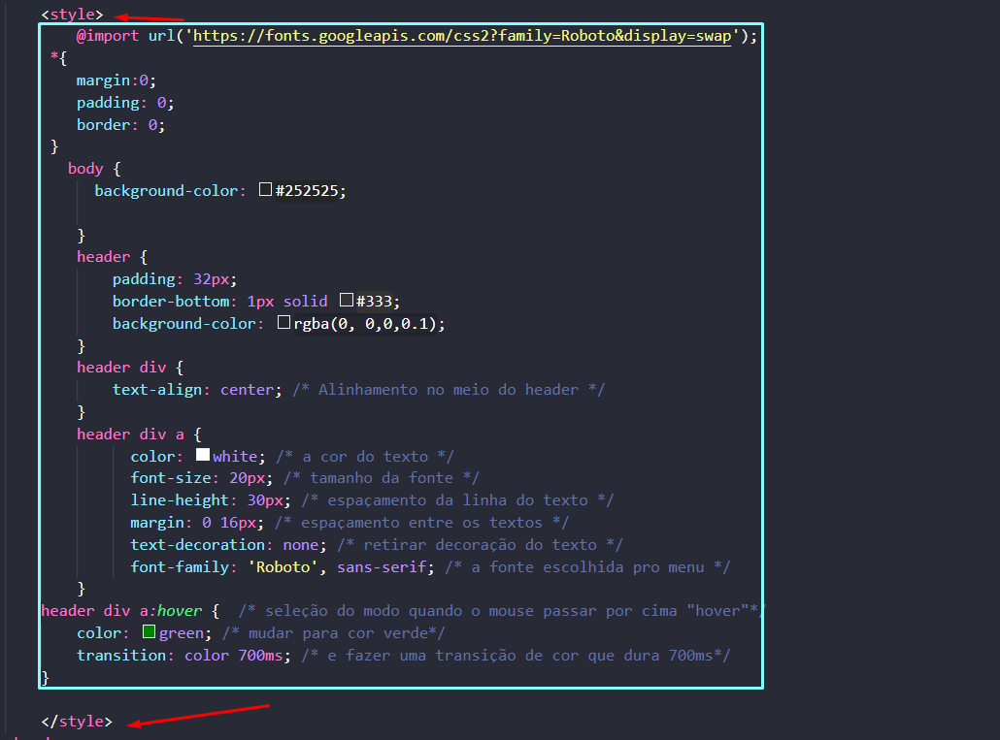 <style>
@import url('https://fonts.googleapis.com/css2?family=Roboto&display=swap');
*{
margin:0;
padding: 0;
border: 0;
}
body {
background-color: #252525;
}
header {
padding: 32px;
border-bottom: 1px solid #333;
background-color: rgba(0, 0,0,0.1);
}
header div {
text-align: center; /* Alinhamento no meio do header */
}
header div a {
color: white; /* a cor do texto */
font-size: 20px; /* tamanho da fonte */
line-height: 30px; /* espaçamento da linha do texto */
margin: 0 16px; /* espaçamento entre os textos */
text-decoration: none; /* retirar decoração do texto */
font-family: 'Roboto', sans-serif; /* a fonte escolhida pro menu */
}
header div a:hover { /* seleção do modo quando o mouse passar por cima "hover"*/
color: green; /* mudar para cor verde*/
transition: color 700ms; /* e fazer uma transição de cor que dura 700ms*/
}
</style>